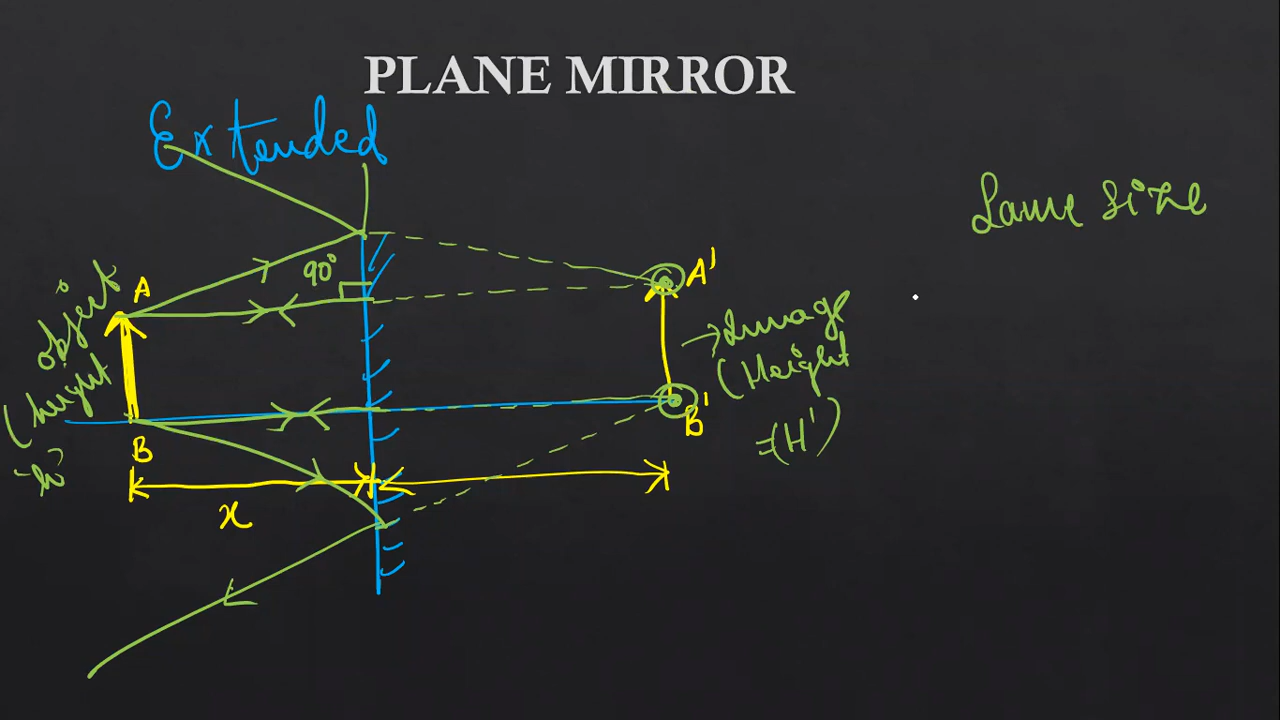 PLANE MIRROR
Extended
Same size
90°
A
A'
object
(height
'h'
→Image
(Height
=(H')
B
B'
x